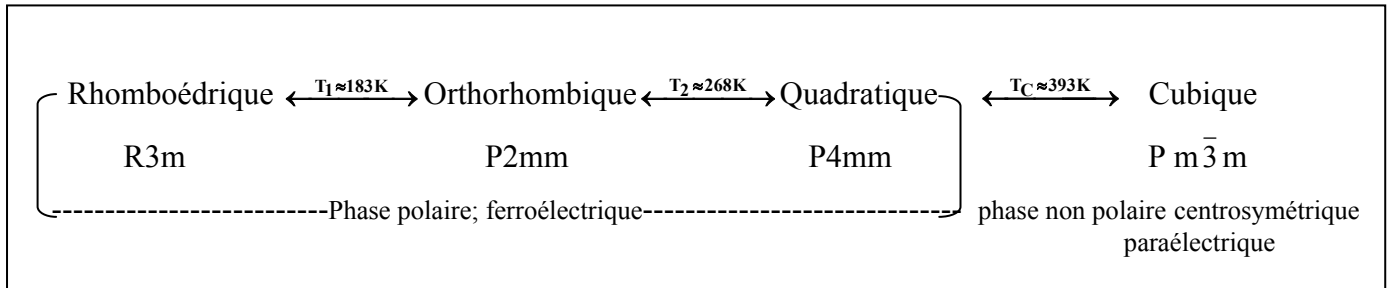 Rhomboédrique T1≈183K Orthorhombique T2≈268K Quadratique TC≈393K Cubique
R3m P2mm P4mm P m3̅m
Phase polaire; ferroélectrique phase non polaire centrosymétrique
paraélectrique